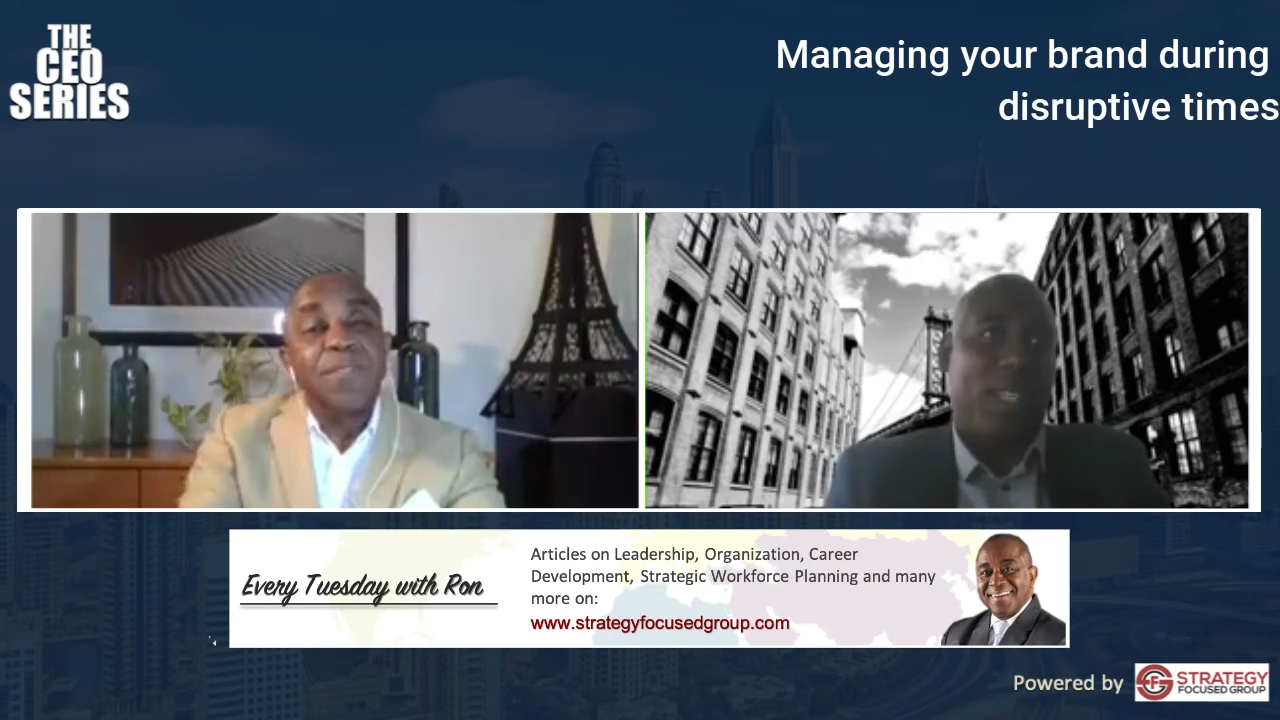 THE
CEO
SERIES
Managing your brand during
disruptive times
Every Tuesday with Ron
Articles on Leadership, Organization, Career
Development, Strategic Workforce Planning and many
more on:
www.strategyfocusedgroup.com
Powered by
STRATEGY
FOCUSED GROUP